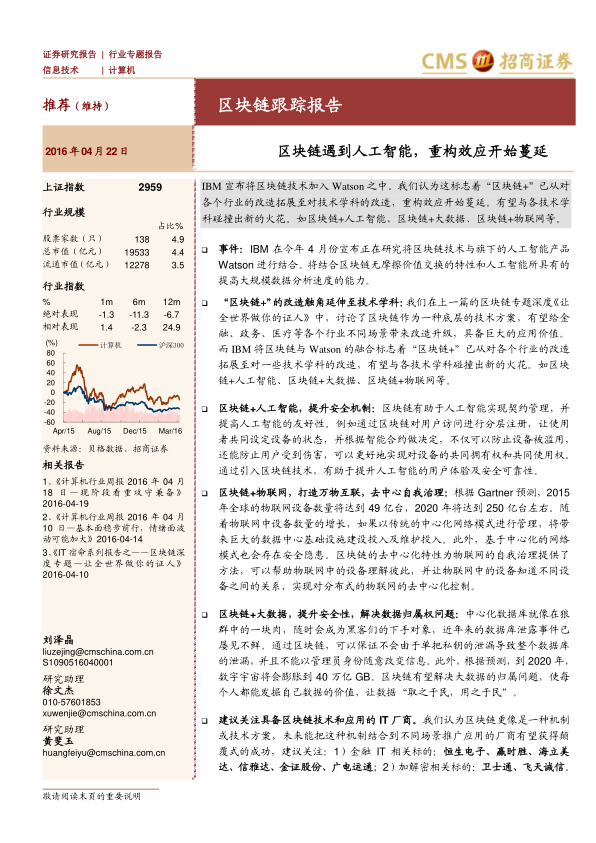 证券研究报告 | 行业专题报告
信息技术 | 计算机
CMS 招商证券
推荐（维持）
区块链跟踪报告
2016年04月22日
区块链遇到人工智能，重构效应开始蔓延
上证指数 2959
行业规模
占比%
股票家数（只） 138 4.9
总市值（亿元） 19533 4.4
流通市值（亿元） 12278 3.5
行业指数
% 1m 6m 12m
绝对表现 -1.3 -11.3 -6.7
相对表现 1.4 -2.3 24.9
(%)
计算机 沪深300
80
60
40
20
0
-20
-40
-60
Apr/15 Aug/15 Dec/15 Mar/16
资料来源：贝格数据、招商证券
相关报告
1、《计算机行业周报 2016 年 04 月
18 日－现阶段看重攻守兼备》
2016-04-19
2、《计算机行业周报 2016 年 04 月
10 日－基本面稳步前行，情绪面波
动可能加大》2016-04-14
3、《IT 宿命系列报告之一－区块链深
度专题－让全世界做你的证人》
2016-04-10
刘泽晶
liuzejing@cmschina.com.cn
S1090516040001
研究助理
徐文杰
010-57601853
xuwenjie@cmschina.com.cn
研究助理
黄斐玉
huangfeiyu@cmschina.com.cn
IBM 宣布将区块链技术加入 Watson 之中，我们认为这标志着“区块链+”已从对
各个行业的改造拓展至对技术学科的改造，重构效应开始蔓延。有望与各技术学
科碰撞出新的火花。如区块链+人工智能、区块链+大数据、区块链+物联网等。
❑ 事件：IBM 在今年 4 月份宣布正在研究将区块链技术与旗下的人工智能产品
Watson 进行结合。将结合区块链无摩擦价值交换的特性和人工智能所具有的
提高大规模数据分析速度的能力。
❑ “区块链+”的改造触角延伸至技术学科：我们在上一篇的区块链专题深度《让
全世界做你的证人》中，讨论了区块链作为一种底层的技术方案，有望给金
融、政务、医疗等各个行业不同场景带来改造升级，具备巨大的应用价值。
而 IBM 将区块链与 Watson 的融合标志着“区块链+”已从对各个行业的改造
拓展至对一些技术学科的改造，有望与各技术学科碰撞出新的火花。如区块
链+人工智能、区块链+大数据、区块链+物联网等。
❑ 区块链+人工智能，提升安全机制：区块链有助于人工智能实现契约管理，并
提高人工智能的友好性。例如通过区块链对用户访问进行分层注册，让使用
者共同设定设备的状态，并根据智能合约做决定，不仅可以防止设备被滥用，
还能防止用户受到伤害，可以更好地实现对设备的共同拥有权和共同使用权。
通过引入区块链技术，有助于提升人工智能的用户体验及安全可靠性。
❑ 区块链+物联网，打造万物互联，去中心自我治理：根据 Gartner 预测，2015
年全球的物联网设备数量将达到 49 亿台，2020 年将达到 250 亿台左右。随
着物联网中设备数量的增长，如果以传统的中心化网络模式进行管理，将带
来巨大的数据中心基础设施建设投入及维护投入。此外，基于中心化的网络
模式也会存在安全隐患。区块链的去中心化特性为物联网的自我治理提供了
方法，可以帮助物联网中的设备理解彼此，并让物联网中的设备知道不同设
备之间的关系，实现对分布式的物联网的去中心化控制。
❑ 区块链+大数据，提升安全性，解决数据归属权问题：中心化数据库就像在狼
群中的一块肉，随时会成为黑客们的下手对象，近年来的数据库泄露事件已
屡见不鲜。通过区块链，可以保证不会由于单把私钥的泄漏导致整个数据库
的泄漏，并且不能以管理员身份随意改变信息。此外，根据预测，到 2020 年，
数字宇宙将会膨胀到 40 万亿 GB。区块链有望解决大数据的归属问题，使每
个人都能发掘自己数据的价值，让数据“取之于民，用之于民”。
❑ 建议关注具备区块链技术和应用的 IT 厂商。我们认为区块链更像是一种机制
或技术方案，未来能把这种机制结合到不同场景推广应用的厂商有望获得颠
覆式的成功，建议关注：1）金融 IT 相关标的：恒生电子、赢时胜、海立美
达、信雅达、金证股份、广电运通；2）加解密相关标的：卫士通、飞天诚信。
敬请阅读末页的重要说明